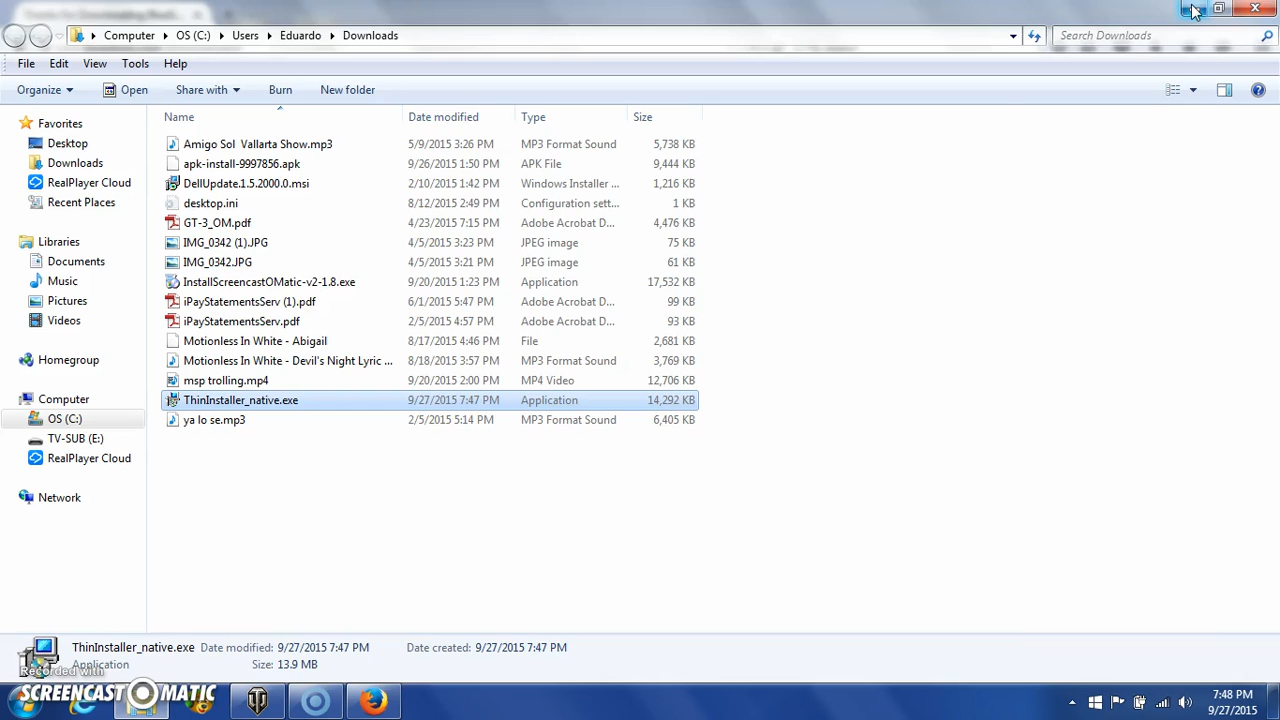 Computer OS (C:) Users Eduardo Downloads Search Downloads
File Edit View Tools Help
Organize Open Share with Burn New folder
Name Date modified Type Size
Favorites
Desktop
Downloads
RealPlayer Cloud
Recent Places
Libraries
Documents
Music
Pictures
Videos
Homegroup
Computer
OS (C:)
TV-SUB (E:)
RealPlayer Cloud
Network
Amigo Sol Vallarta Show.mp3 5/9/2015 3:26 PM MP3 Format Sound 5,738 KB
apk-install-9997856.apk 9/26/2015 1:50 PM APK File 9,444 KB
DellUpdate.1.5.2000.0.msi 2/10/2015 1:42 PM Windows Installer ... 1,216 KB
desktop.ini 8/12/2015 2:49 PM Configuration sett... 1 KB
GT-3_OM.pdf 4/23/2015 7:15 PM Adobe Acrobat D... 4,476 KB
IMG_0342 (1).JPG 4/5/2015 3:23 PM JPEG image 75 KB
IMG_0342.JPG 4/5/2015 3:21 PM JPEG image 61 KB
InstallScreencastOMatic-v2-1.8.exe 9/20/2015 1:23 PM Application 17,532 KB
iPayStatementsServ (1).pdf 6/1/2015 5:47 PM Adobe Acrobat D... 99 KB
iPayStatementsServ.pdf 2/5/2015 4:57 PM Adobe Acrobat D... 93 KB
Motionless In White - Abigail 8/17/2015 4:46 PM File 2,681 KB
Motionless In White - Devil's Night Lyric ... 8/18/2015 3:57 PM MP3 Format Sound 3,769 KB
msp trolling.mp4 9/20/2015 2:00 PM MP4 Video 12,706 KB
ThinInstaller_native.exe 9/27/2015 7:47 PM Application 14,292 KB
ya lo se.mp3 2/5/2015 5:14 PM MP3 Format Sound 6,405 KB
ThinInstaller_native.exe Date modified: 9/27/2015 7:47 PM Date created: 9/27/2015 7:47 PM
Application Size: 13.9 MB
Recorded with
SCREENCAST MATIC
7:48 PM
9/27/2015